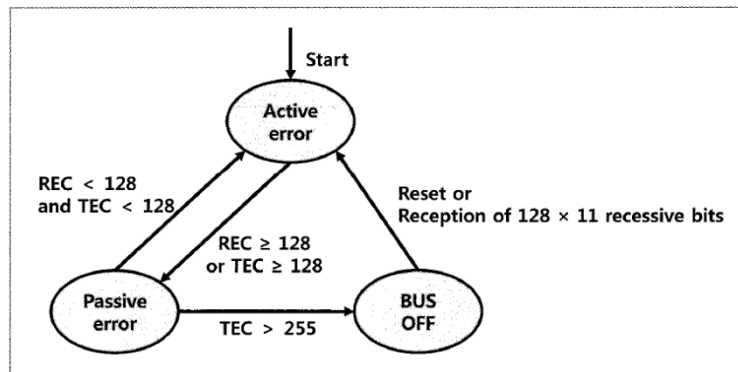 Start
Active
error
REC < 128
and TEC < 128
Reset or
Reception of 128 × 11 recessive bits
REC ≥ 128
or TEC ≥ 128
Passive
error
BUS
OFF
TEC > 255